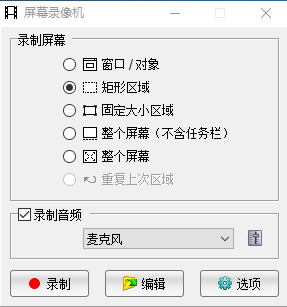 屏幕录像机
录制屏幕
窗口 / 对象
矩形区域
固定大小区域
整个屏幕（不含任务栏）
整个屏幕
重复上次区域
录制音频
麦克风
录制
编辑
选项